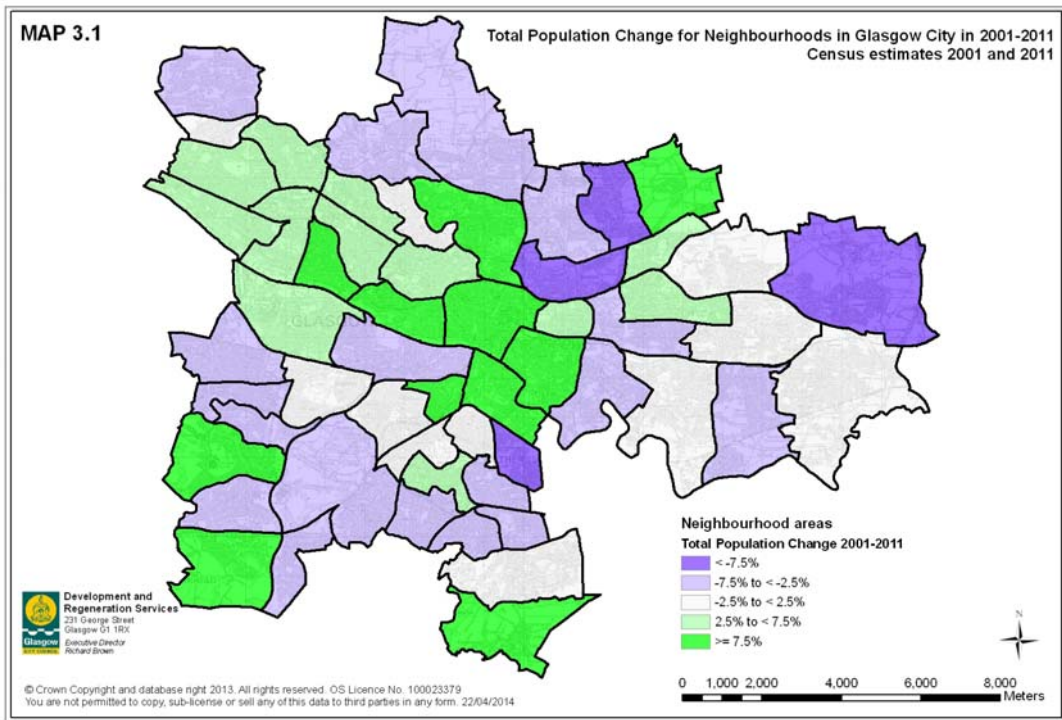 MAP 3.1
Total Population Change for Neighbourhoods in Glasgow City in 2001-2011
Census estimates 2001 and 2011
Neighbourhood areas
Total Population Change 2001-2011
< -7.5%
-7.5% to < -2.5%
-2.5% to < 2.5%
2.5% to < 7.5%
>= 7.5%
Development and
Regeneration Services
231 George Street
Glasgow G1 1RX
Executive Director
Richard Brown
Glasgow
CITY COUNCIL
N
0 1,000 2,000 4,000 6,000 8,000
Meters
© Crown Copyright and database right 2013. All rights reserved. OS Licence No. 100023379
You are not permitted to copy, sub-license or sell any of this data to third parties in any form. 22/04/2014